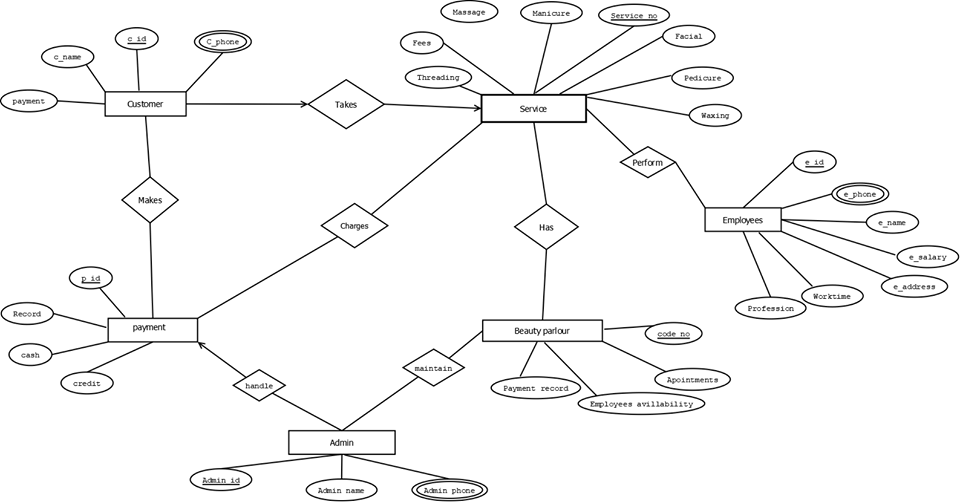 Massage
Manicure
Service no
c_id
C_phone
Facial
Fees
c_name
Threading
Pedicure
payment
Customer
Takes
Service
Waxing
Perform
e_id
Makes
e_phone
Charges
Has
Employees
e_name
e_salary
p_id
e_address
Worktime
Profession
Record
payment
Beauty parlour
code_no
cash
credit
handle
maintain
Payment record
Apointments
Employees avillability
Admin
Admin id
Admin name
Admin phone